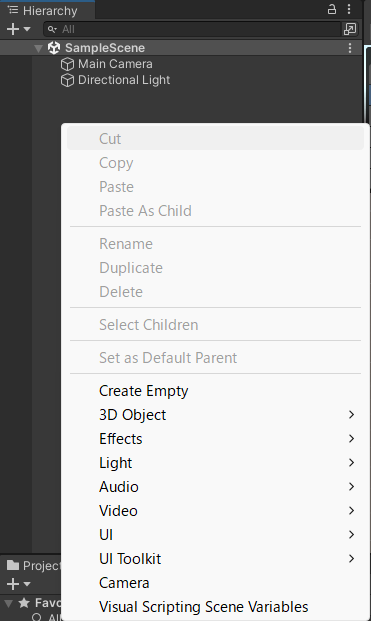 Hierarchy
All
SampleScene
Main Camera
Directional Light
Cut
Copy
Paste
Paste As Child
Rename
Duplicate
Delete
Select Children
Set as Default Parent
Create Empty
3D Object
Effects
Light
Audio
Video
UI
UI Toolkit
Camera
Visual Scripting Scene Variables
Project
Favo